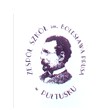 ZESPÓŁ SZKÓŁ im. BOLESŁAWA PRUSA
w PUŁTUSKU